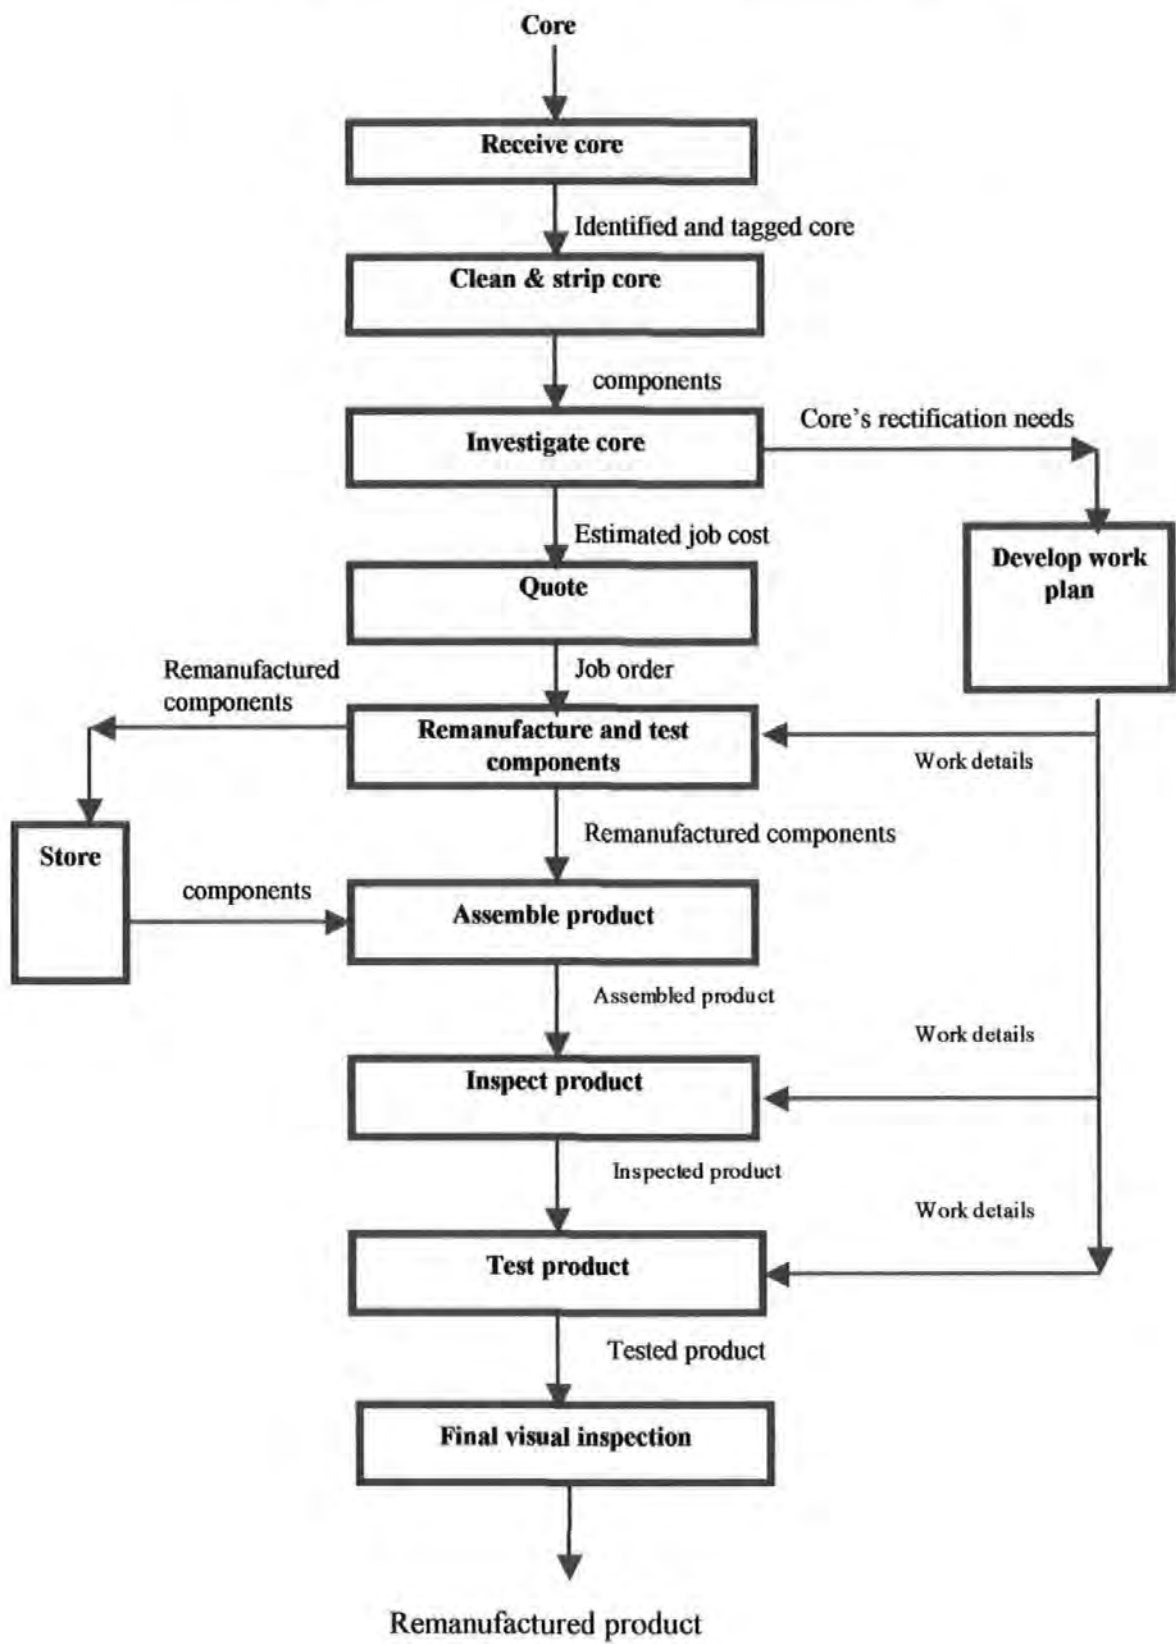 Core
Receive core
Identified and tagged core
Clean & strip core
components
Investigate core
Core's rectification needs
Estimated job cost
Develop work
plan
Quote
Job order
Remanufactured
components
Remanufacture and test
components
Work details
Remanufactured components
Store
components
Assemble product
Assembled product
Work details
Inspect product
Inspected product
Work details
Test product
Tested product
Final visual inspection
Remanufactured product